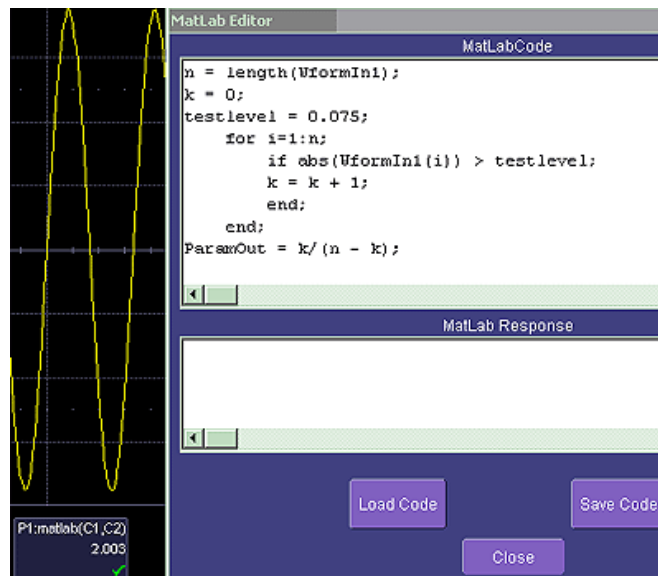 MatLab Editor
MatLabCode
n = length(WformIn1);
k = 0;
testlevel = 0.075;
for i=1:n;
if abs(WformIn1(i)) > testlevel;
k = k + 1;
end;
end;
ParamOut = k/(n - k);
MatLab Response
Load Code
Save Code
Close
P1:matlab(C1,C2)
2.003